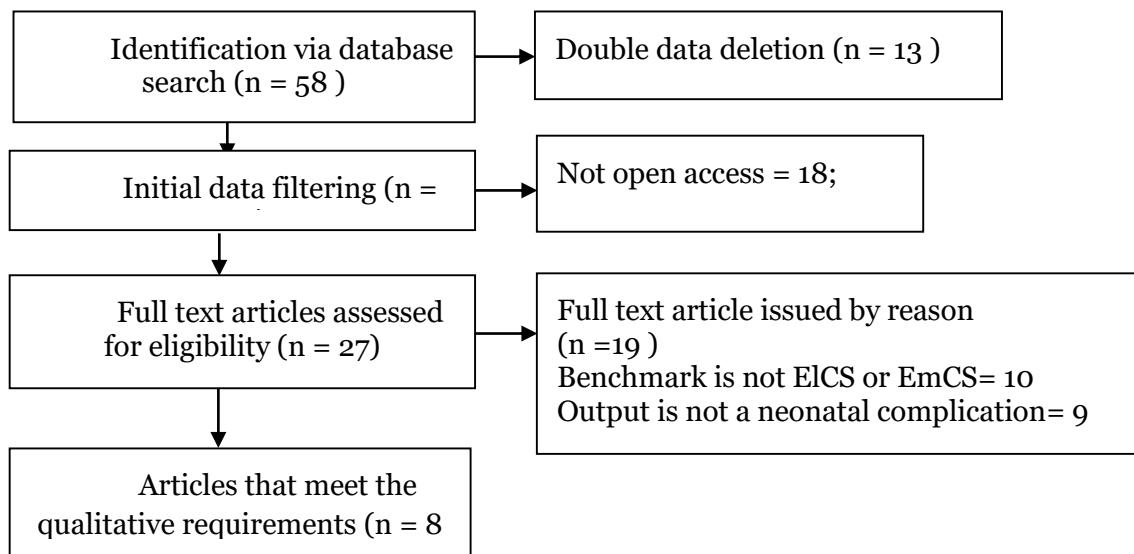 Identification via database
search (n = 58 )
Double data deletion (n = 13 )
Initial data filtering (n =
Not open access = 18;
Full text articles assessed
for eligibility (n = 27)
Full text article issued by reason
(n =19 )
Benchmark is not ElCS or EmCS= 10
Output is not a neonatal complication= 9
Articles that meet the
qualitative requirements (n = 8